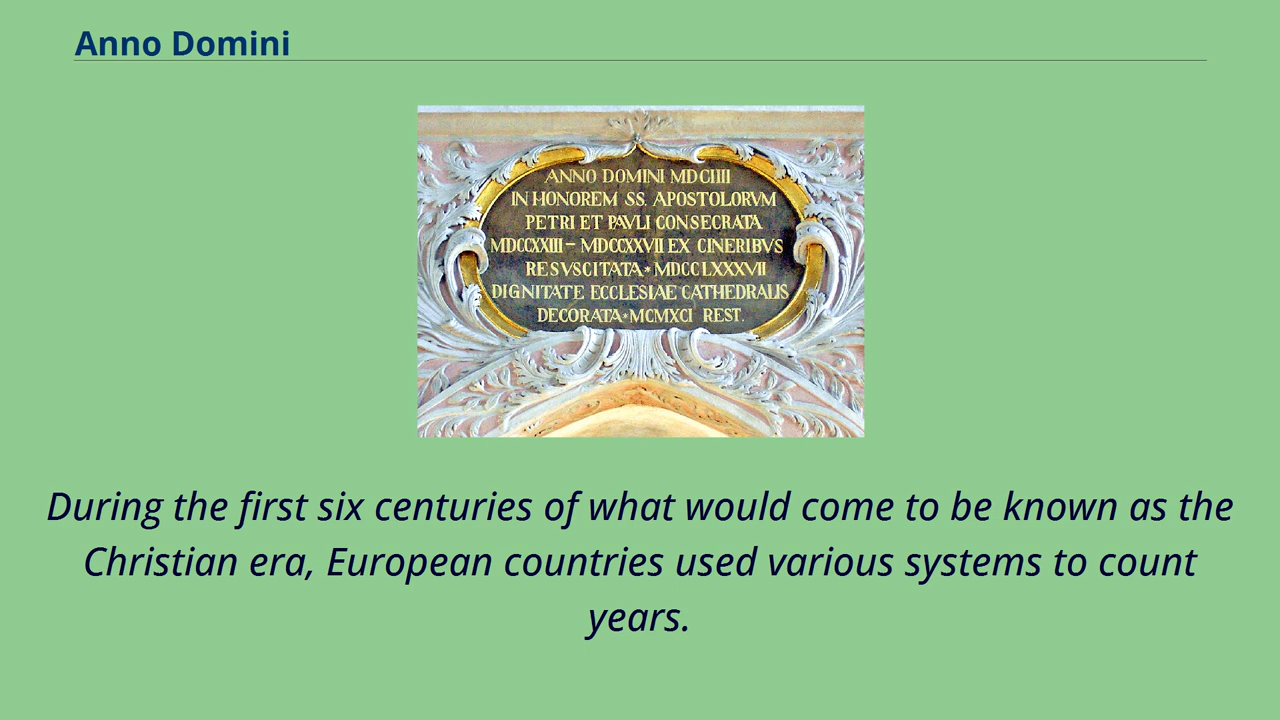 Anno Domini
ANNO DOMINI MDCIIII
IN HONOREM SS. APOSTOLORVM
PETRI ET PAVLI CONSECRATA
MDCCXXIII – MDCCXXVII EX CINERIBVS
RESVSCITATA * MDCCLXXXVII
DIGNITATE ECCLESIAE CATHEDRALIS
DECORATA * MCMXCI REST.
During the first six centuries of what would come to be known as the
Christian era, European countries used various systems to count
years.